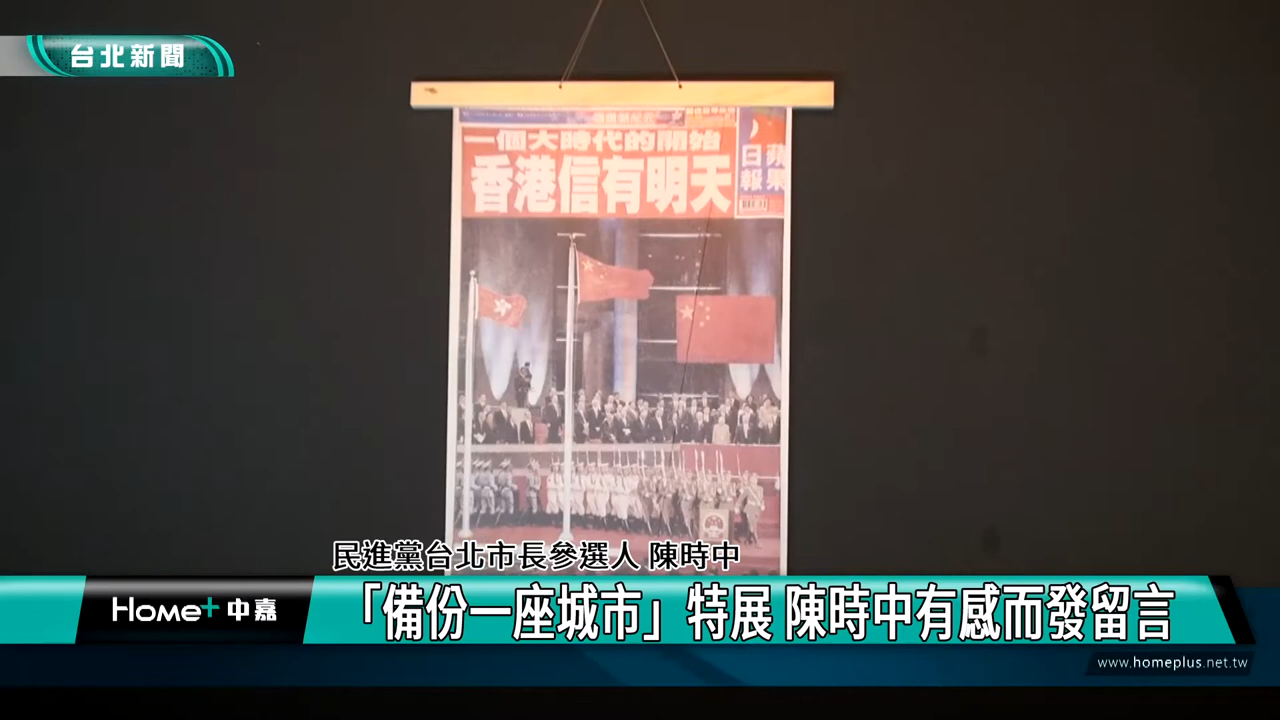 台北新聞
一個大時代的開始
香港信有明天
蘋果
日報
民進黨台北市長參選人 陳時中
Home+中嘉
「備份一座城市」特展 陳時中有感而發留言
www.homeplus.net.tw